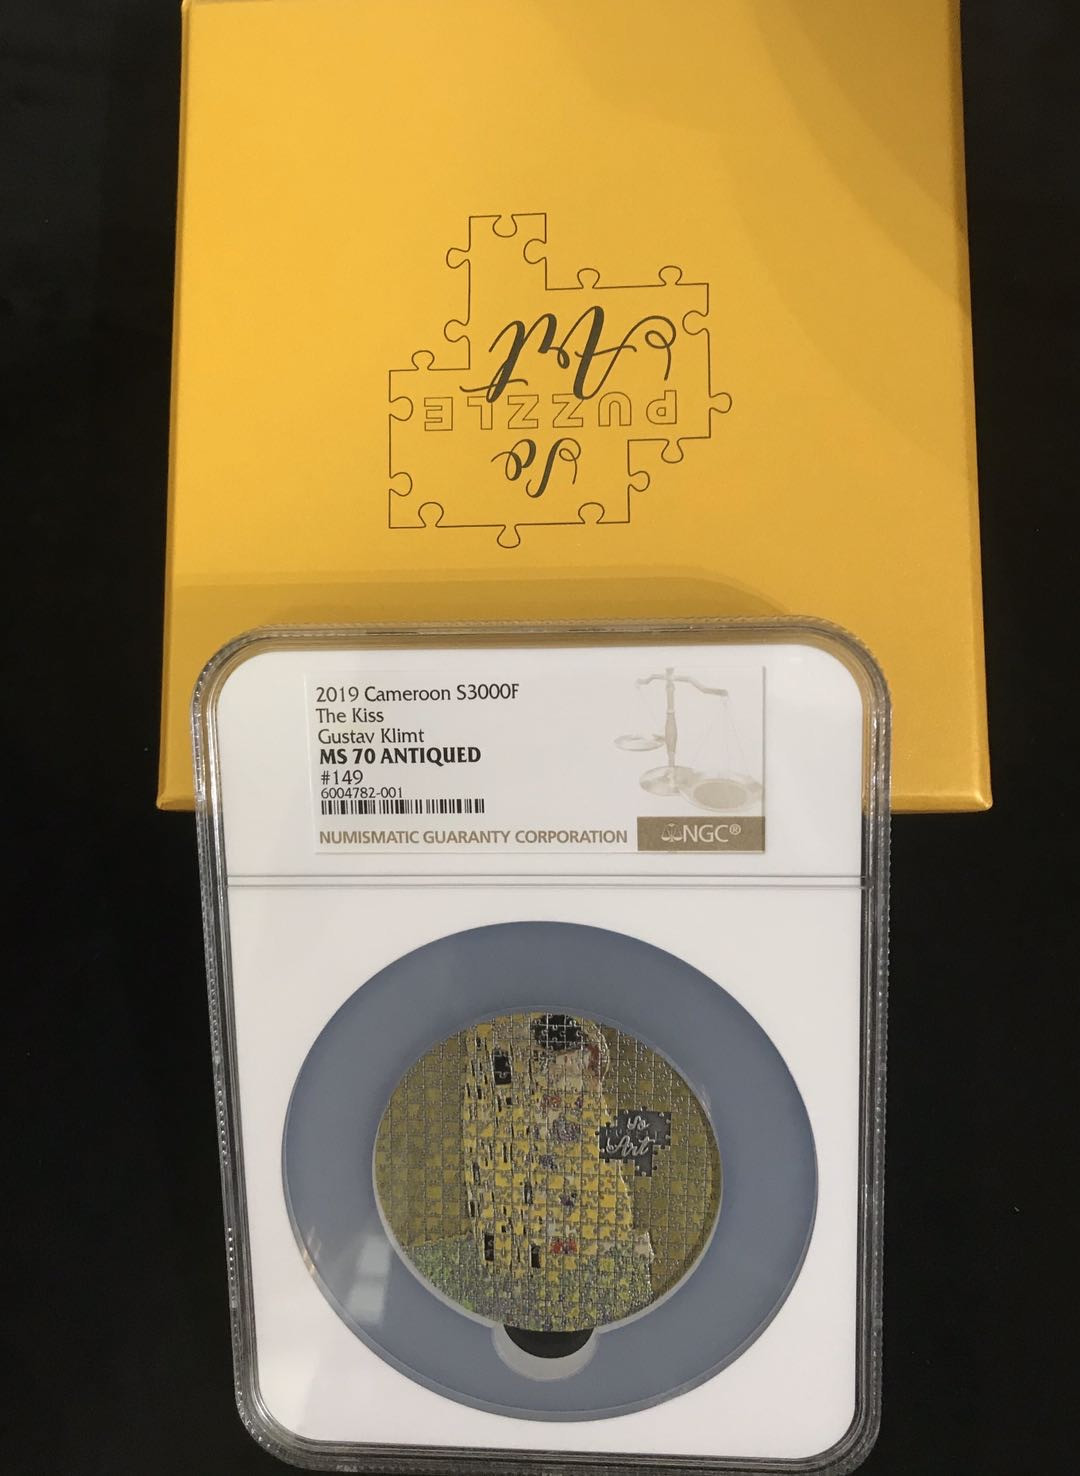 So
PUZZLE
Art
2019 Cameroon S3000F
The Kiss
Gustav Klimt
MS 70 ANTIQUED
#149
6004782-001
NUMISMATIC GUARANTY CORPORATION
NGC®
So
Art